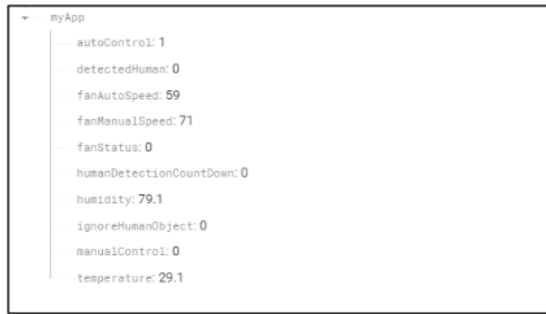 myApp
autoControl: 1
detectedHuman: 0
fanAutoSpeed: 59
fanManualSpeed: 71
fanStatus: 0
humanDetectionCountDown: 0
humidity: 79.1
ignoreHumanObject: 0
manualControl: 0
temperature: 29.1